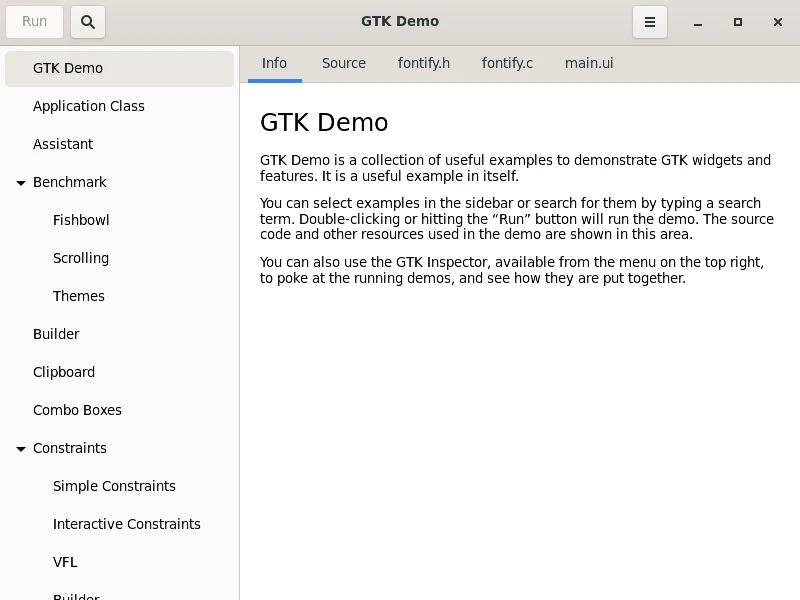 Run
GTK Demo
GTK Demo
Application Class
Assistant
Benchmark
Fishbowl
Scrolling
Themes
Builder
Clipboard
Combo Boxes
Constraints
Simple Constraints
Interactive Constraints
VFL
Builder
Info Source fontify.h fontify.c main.ui
GTK Demo
GTK Demo is a collection of useful examples to demonstrate GTK widgets and
features. It is a useful example in itself.
You can select examples in the sidebar or search for them by typing a search
term. Double-clicking or hitting the “Run” button will run the demo. The source
code and other resources used in the demo are shown in this area.
You can also use the GTK Inspector, available from the menu on the top right,
to poke at the running demos, and see how they are put together.